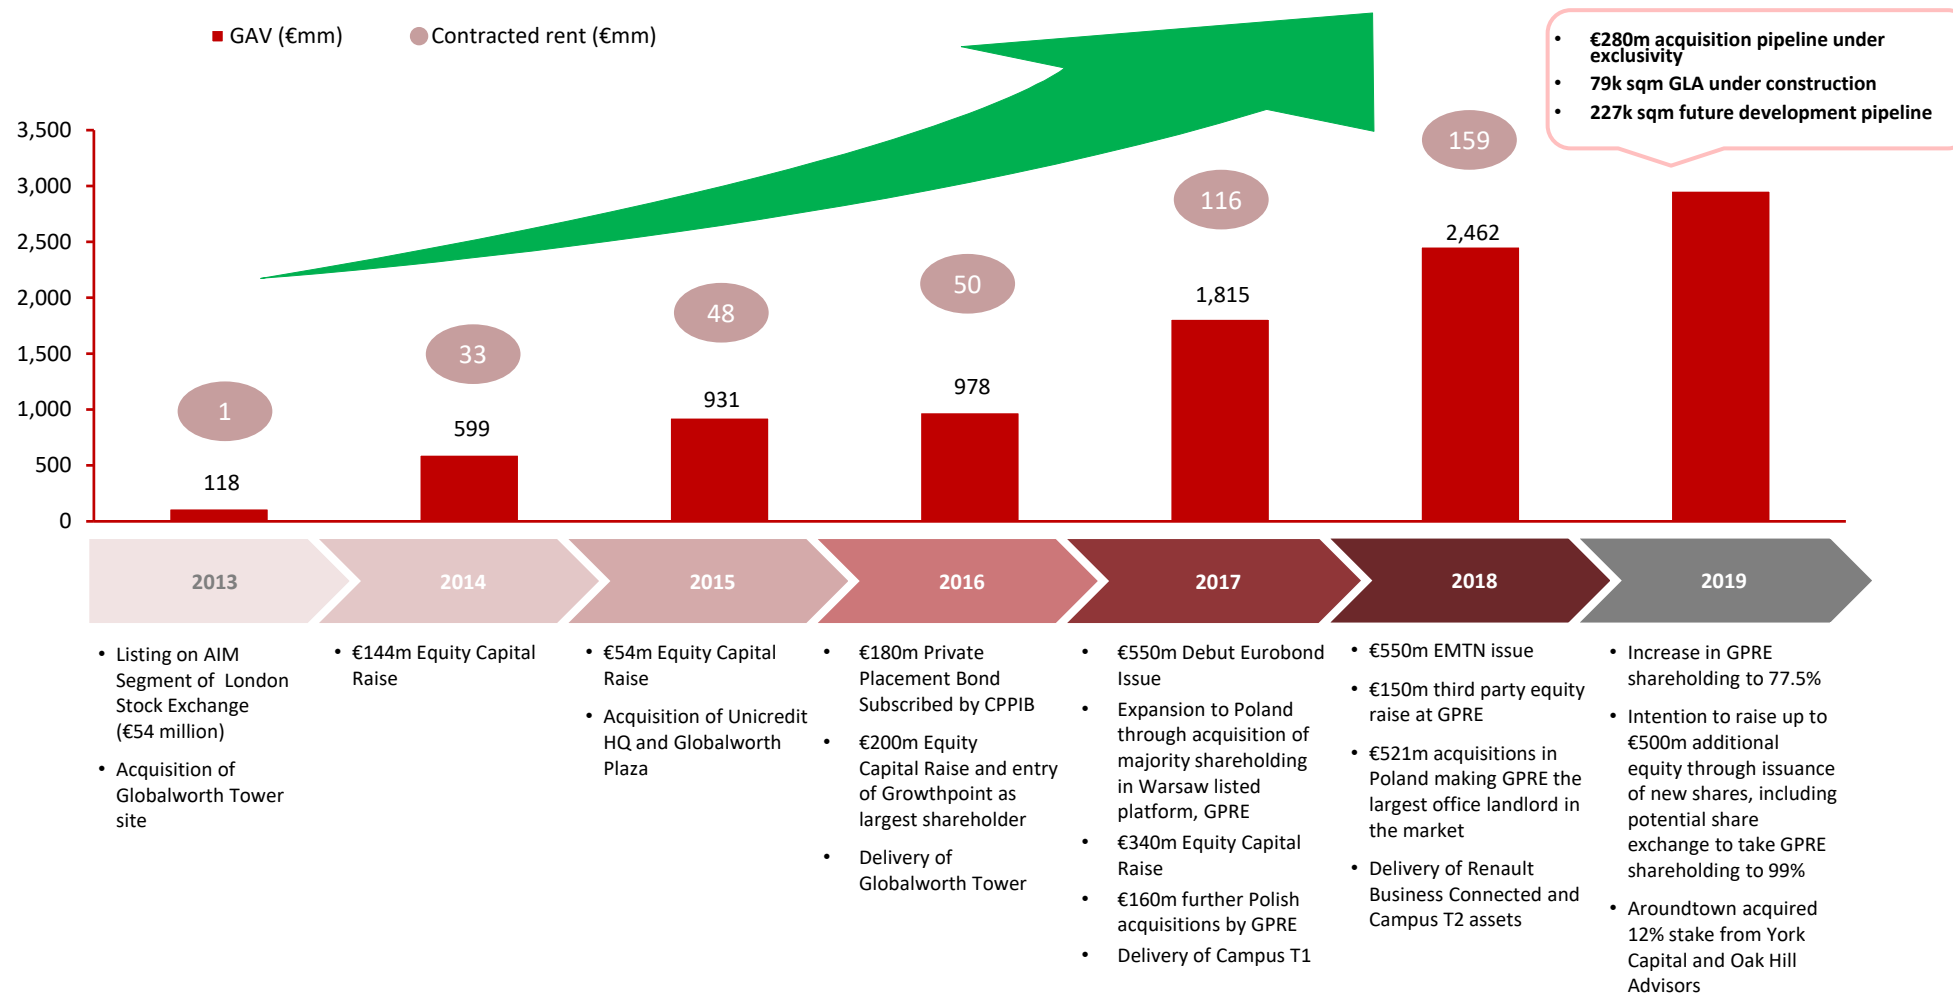 GAV (€mm)
Contracted rent (€mm)
• €280m acquisition pipeline under
exclusivity
• 79k sqm GLA under construction
• 227k sqm future development pipeline
3,500
3,000
2,500
2,000
1,500
1,000
500
0
1
33
48
50
116
159
118
599
931
978
1,815
2,462
2013
2014
2015
2016
2017
2018
2019
• Listing on AIM
Segment of London
Stock Exchange
(€54 million)
• Acquisition of
Globalworth Tower
site
• €144m Equity Capital
Raise
• €54m Equity Capital
Raise
• Acquisition of Unicredit
HQ and Globalworth
Plaza
• €180m Private
Placement Bond
Subscribed by CPPIB
• €200m Equity
Capital Raise and entry
of Growthpoint as
largest shareholder
• Delivery of
Globalworth Tower
• €550m Debut Eurobond
Issue
• Expansion to Poland
through acquisition of
majority shareholding
in Warsaw listed
platform, GPRE
• €340m Equity Capital
Raise
• €160m further Polish
acquisitions by GPRE
• Delivery of Campus T1
• €550m EMTN issue
• €150m third party equity
raise at GPRE
• €521m acquisitions in
Poland making GPRE the
largest office landlord in
the market
• Delivery of Renault
Business Connected and
Campus T2 assets
• Increase in GPRE
shareholding to 77.5%
• Intention to raise up to
€500m additional
equity through issuance
of new shares, including
potential share
exchange to take GPRE
shareholding to 99%
• Aroundtown acquired
12% stake from York
Capital and Oak Hill
Advisors